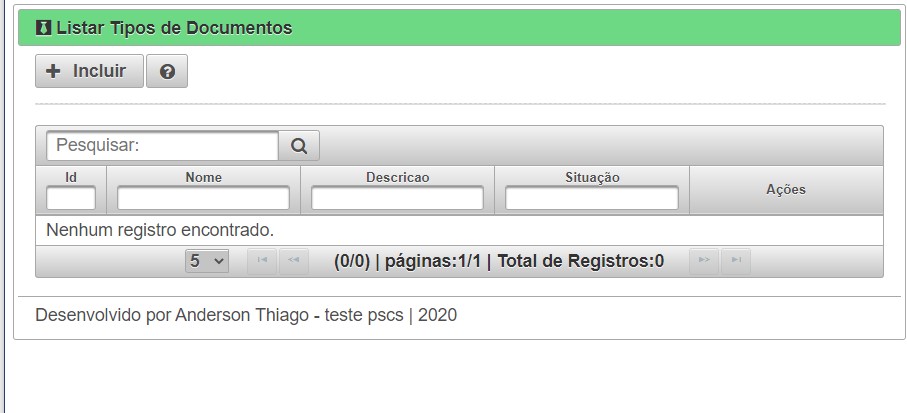 Listar Tipos de Documentos
+ Incluir ?
Pesquisar:
Id Nome Descricao Situação Ações
Nenhum registro encontrado.
5 (0/0) | páginas:1/1 | Total de Registros:0
Desenvolvido por Anderson Thiago - teste pscs | 2020